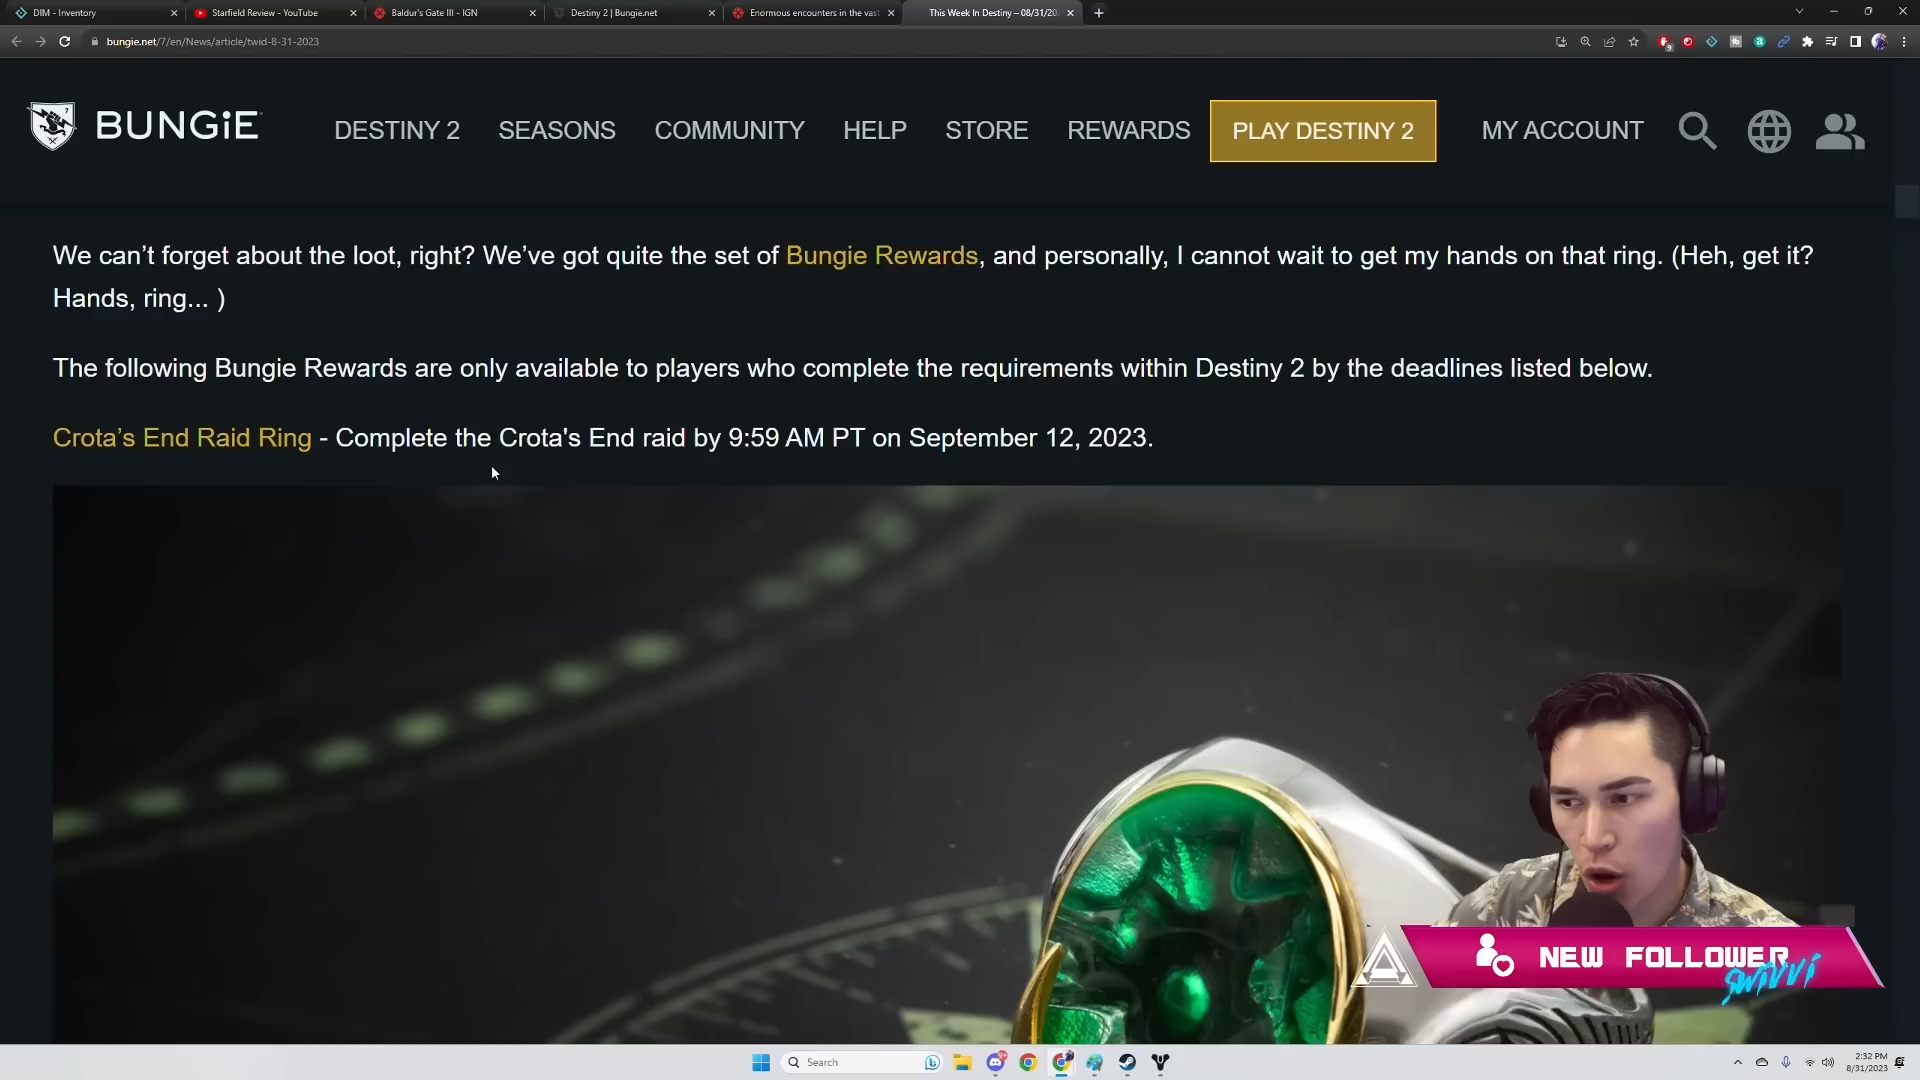 DIM - Inventory
Starfield Review - YouTube
Baldur's Gate III - IGN
Destiny 2 | Bungie.net
Enormous encounters in the vast
This Week In Destiny – 08/31/20
bungie.net/7/en/News/article/twid-8-31-2023
BUNGiE
DESTINY 2
SEASONS
COMMUNITY
HELP
STORE
REWARDS
PLAY DESTINY 2
MY ACCOUNT
We can’t forget about the loot, right? We’ve got quite the set of Bungie Rewards, and personally, I cannot wait to get my hands on that ring. (Heh, get it?
Hands, ring... )
The following Bungie Rewards are only available to players who complete the requirements within Destiny 2 by the deadlines listed below.
Crota’s End Raid Ring - Complete the Crota's End raid by 9:59 AM PT on September 12, 2023.
NEW FOLLOWER
swivvi
Search
2:32 PM
8/31/2023